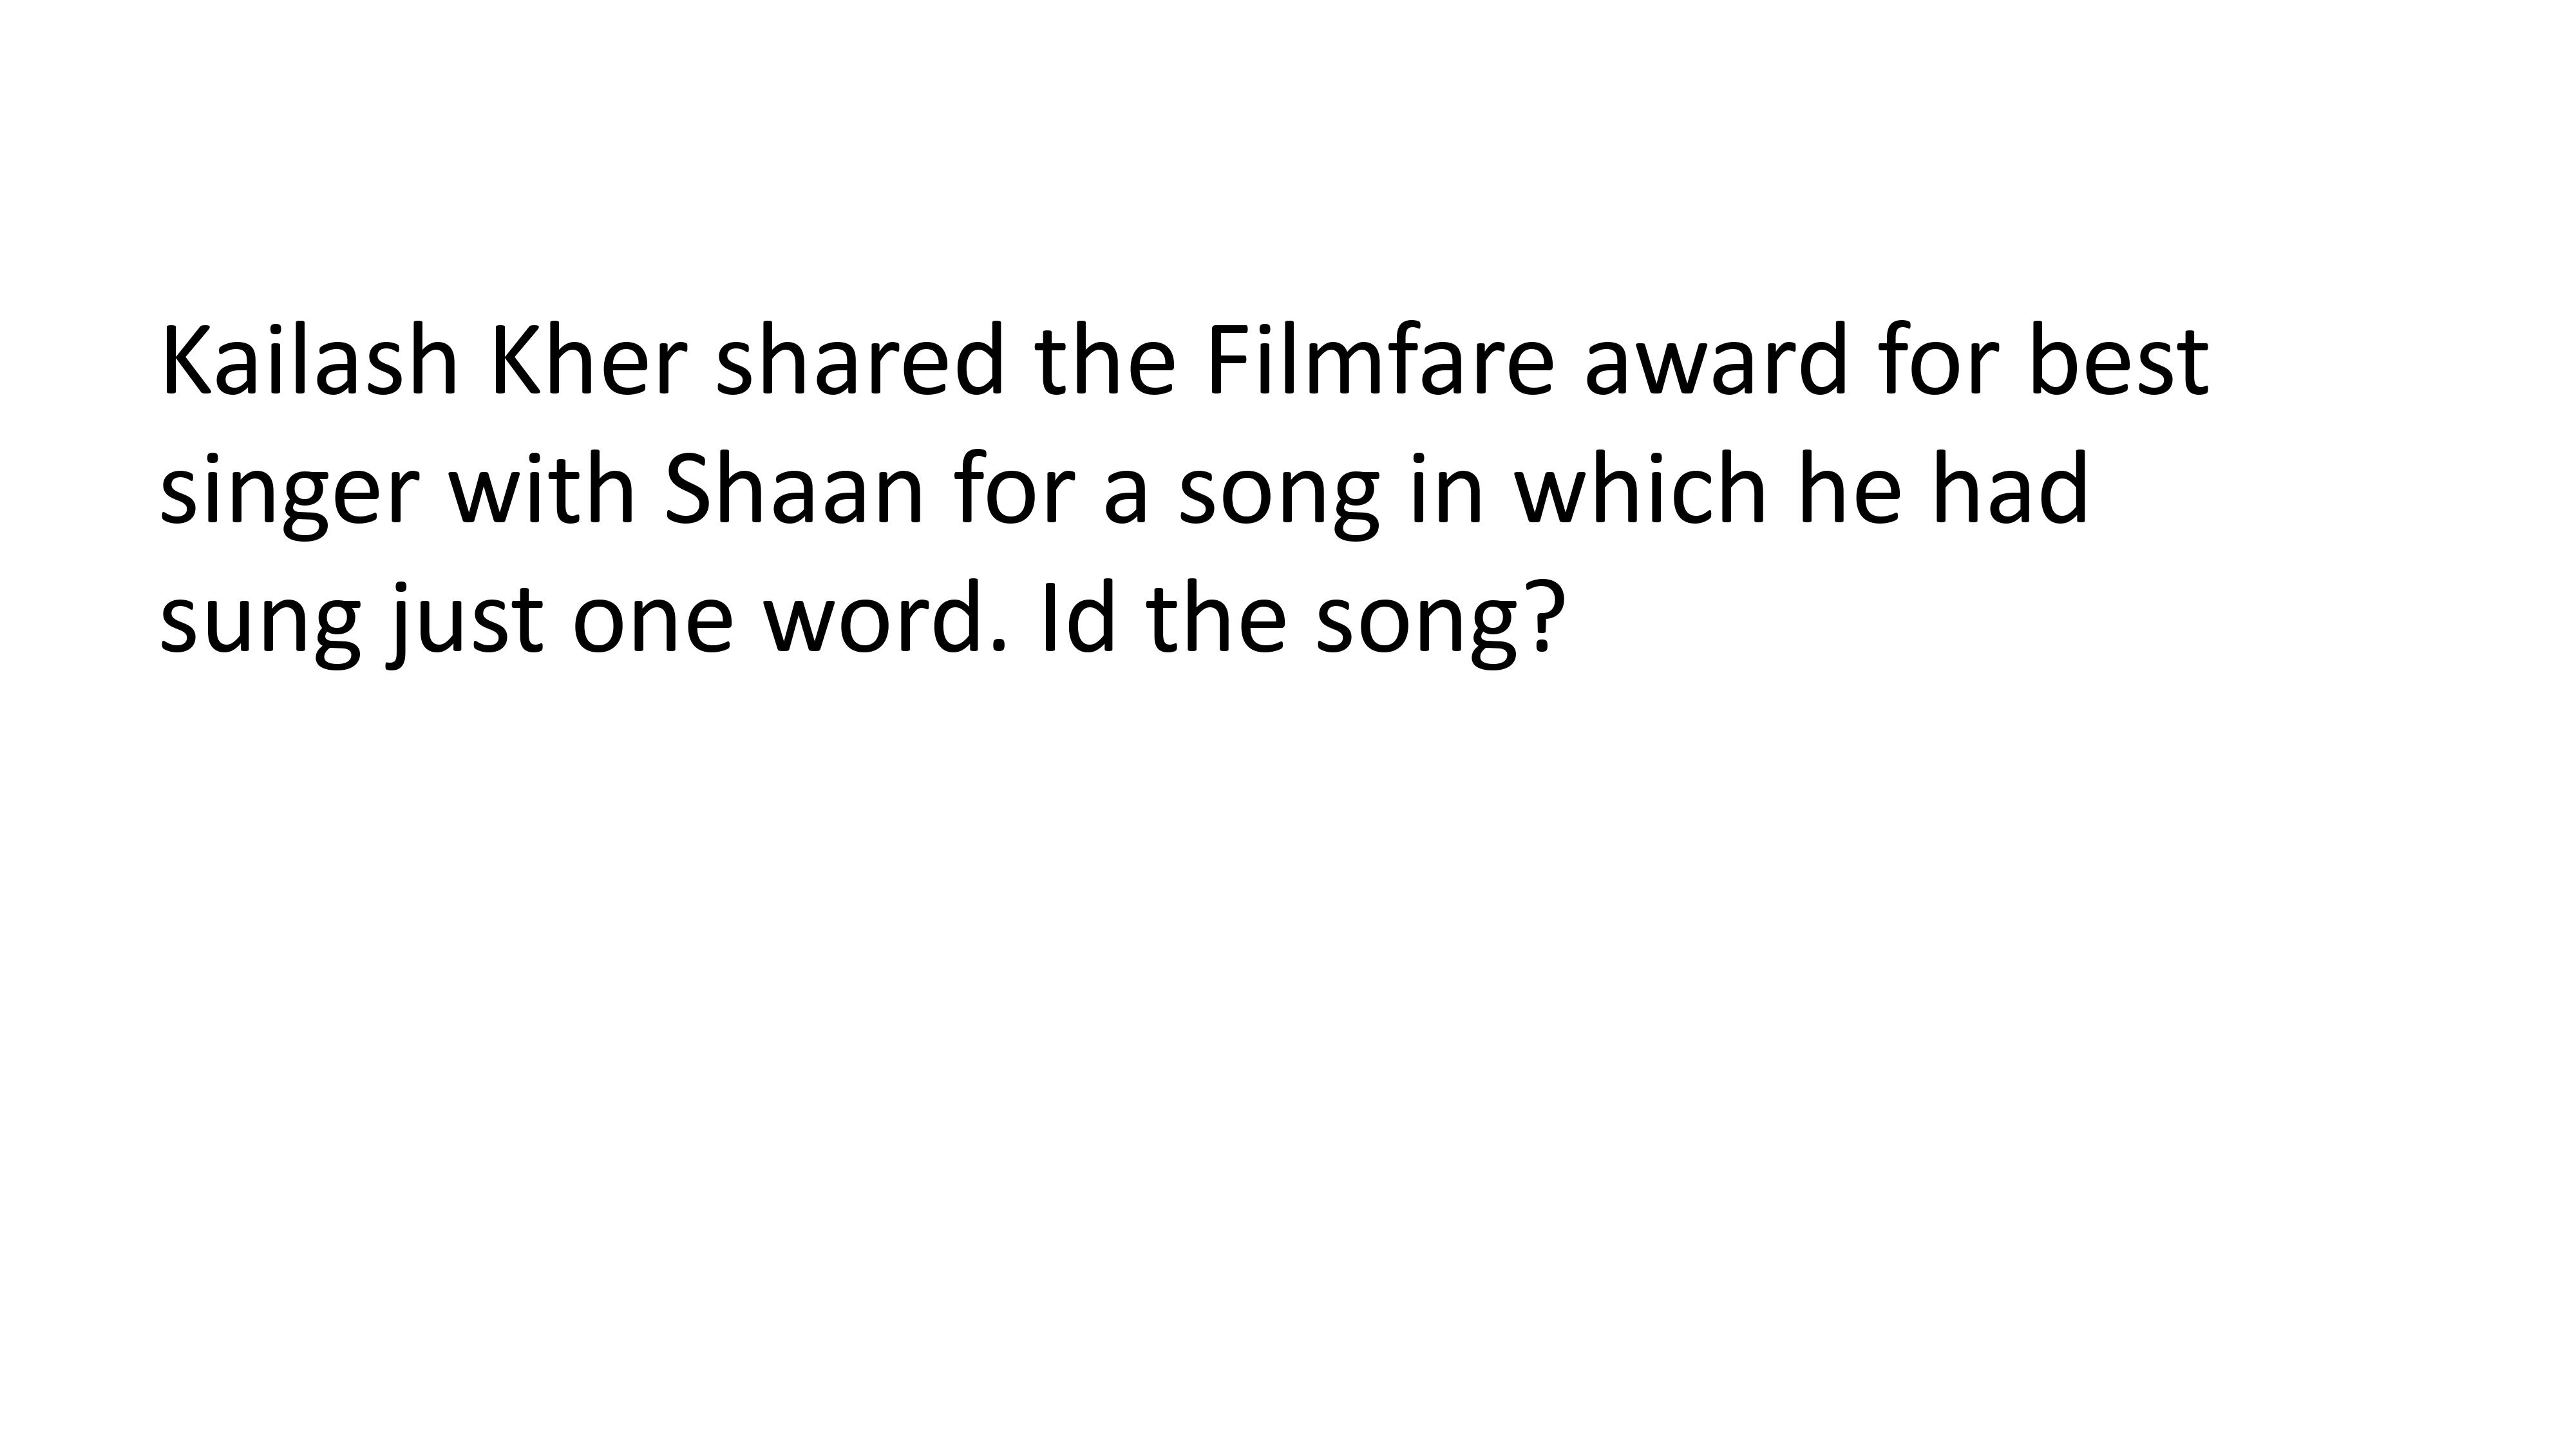 Kailash Kher shared the Filmfare award for best
singer with Shaan for a song in which he had
sung just one word. Id the song?